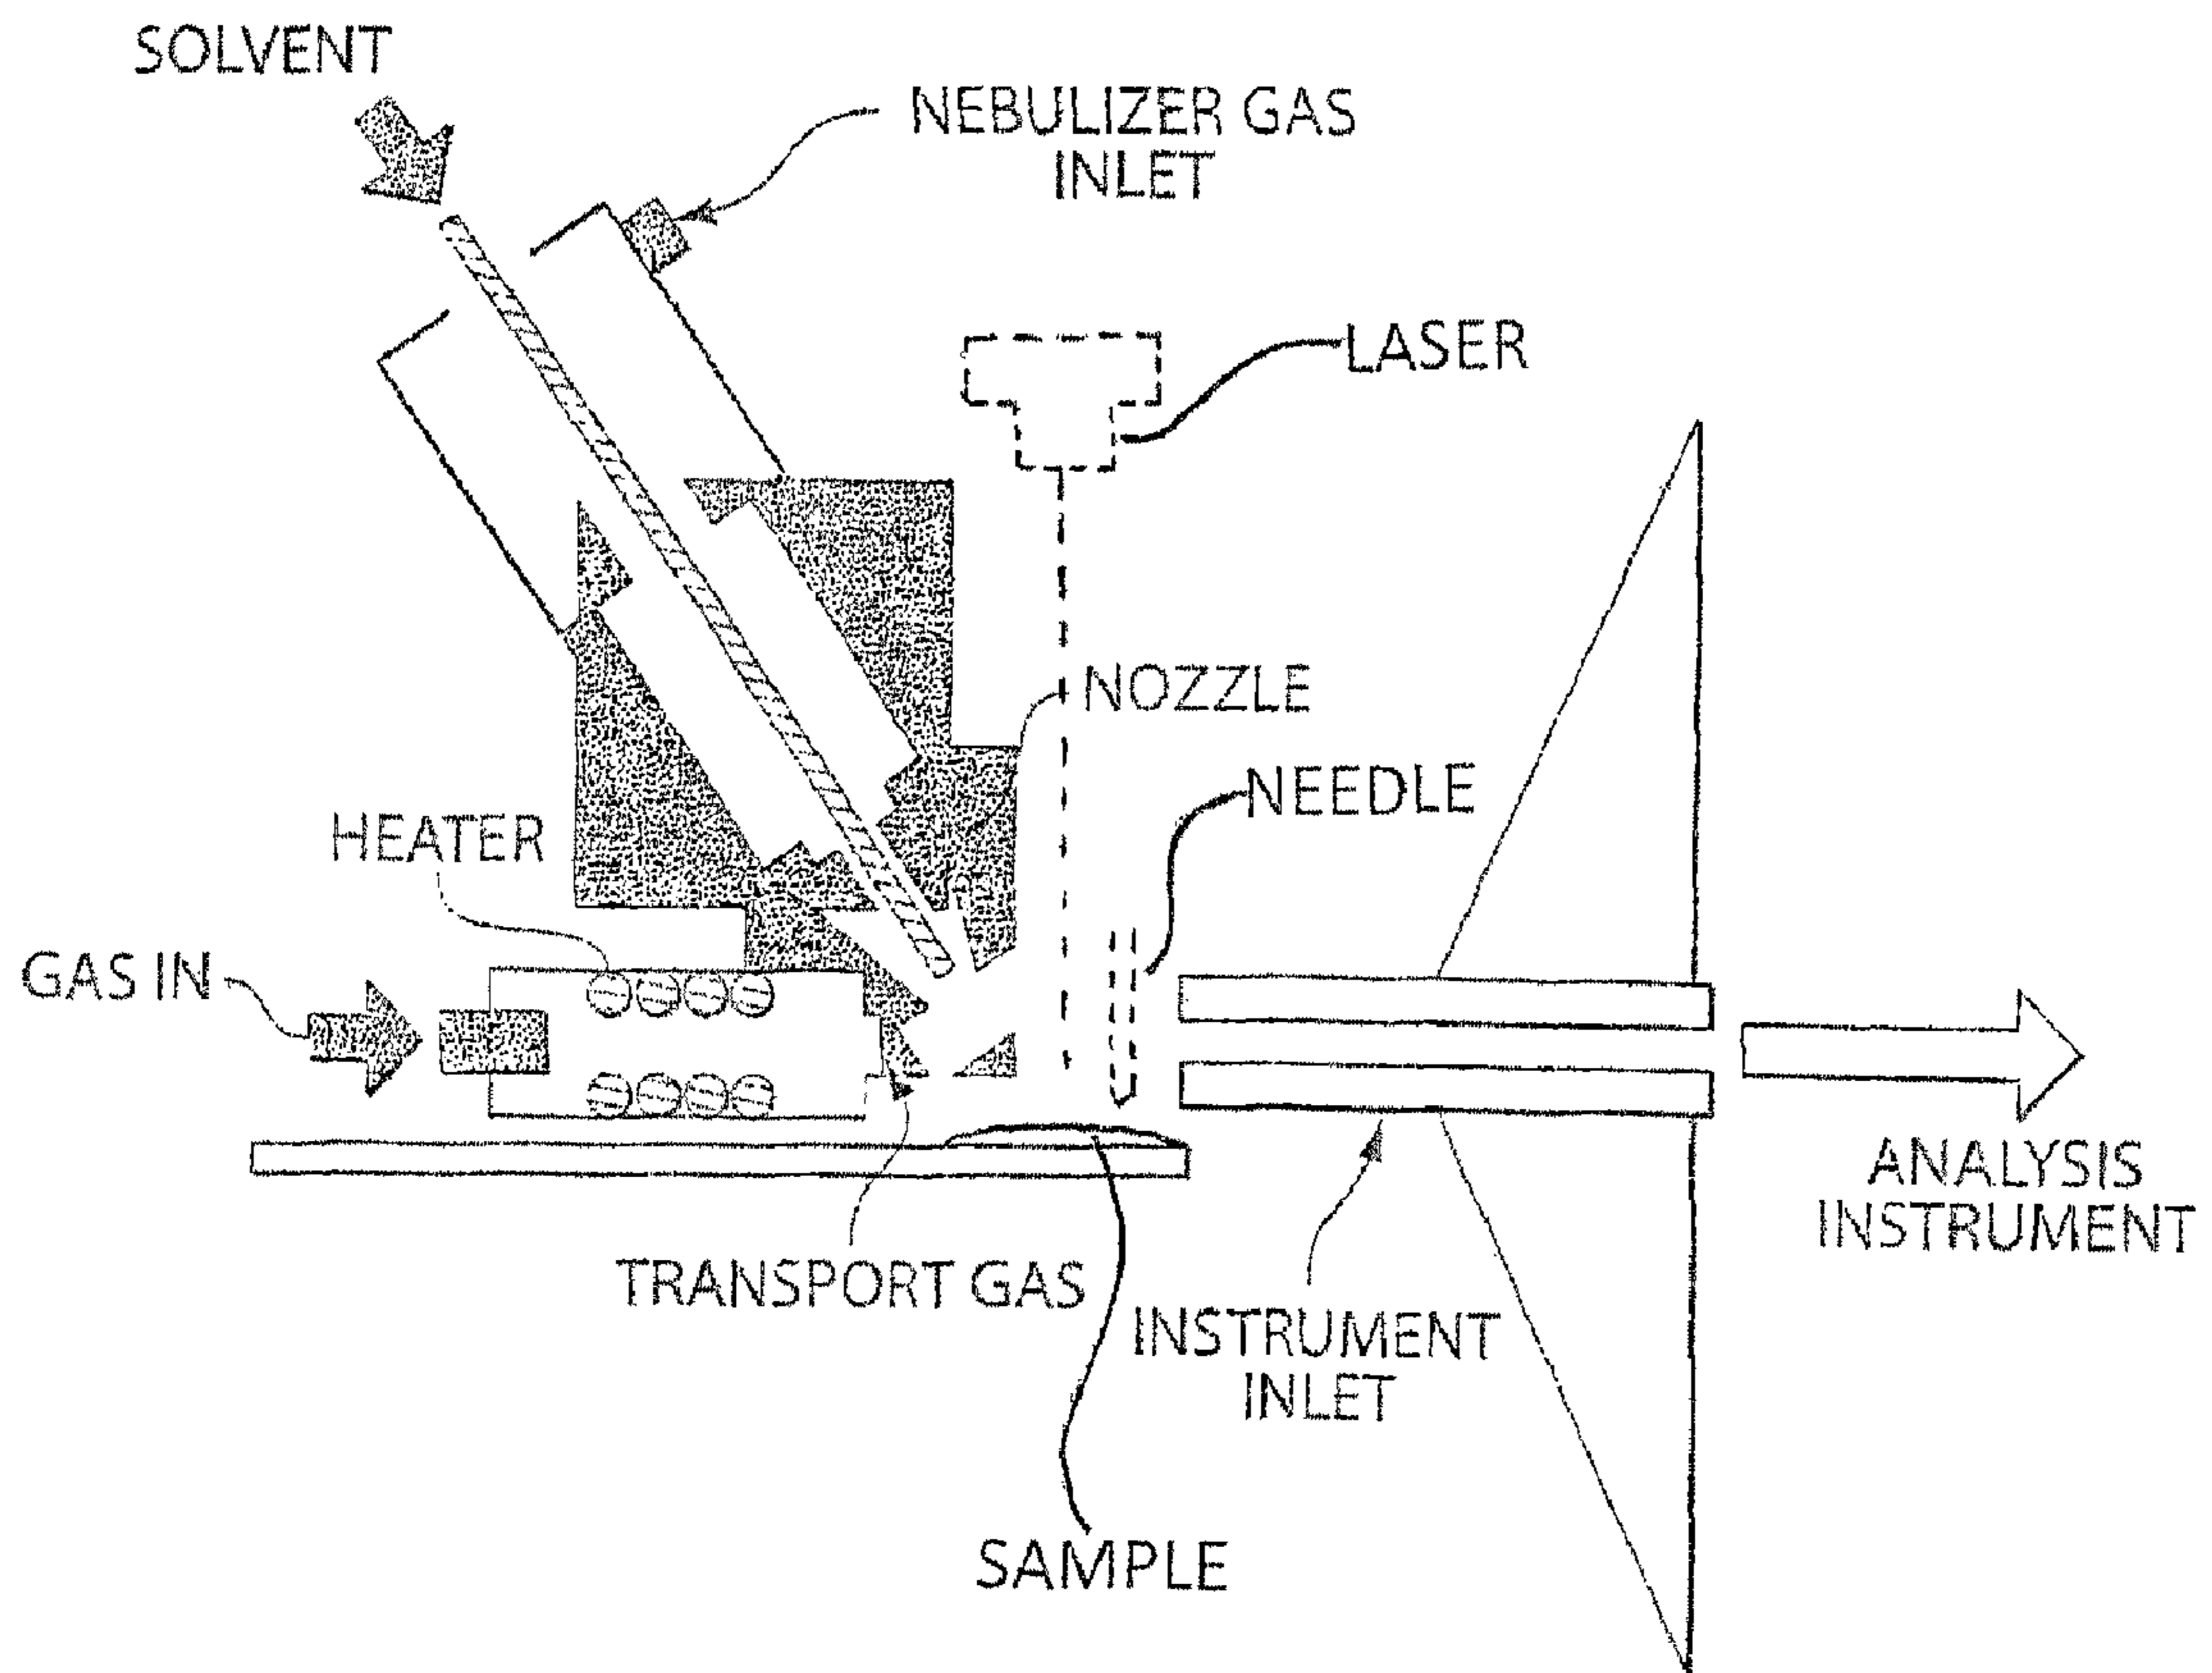 SOLVENT
NEBULIZER GAS
INLET
LASER
NOZZLE
NEEDLE
HEATER
GAS IN
ANALYSIS
INSTRUMENT
TRANSPORT GAS
INSTRUMENT
INLET
SAMPLE